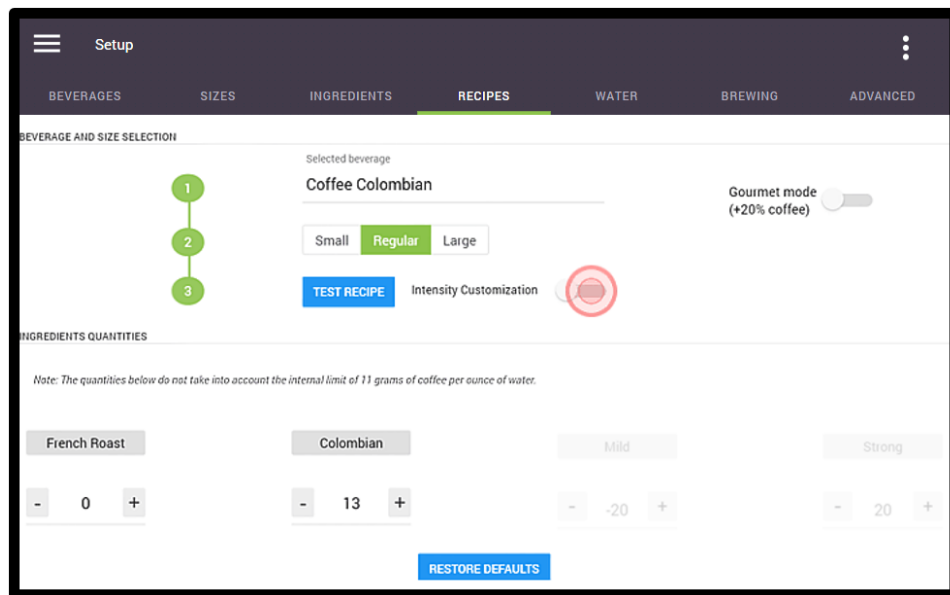 Setup
BEVERAGES SIZES INGREDIENTS RECIPES WATER BREWING ADVANCED
BEVERAGE AND SIZE SELECTION
Selected beverage
1 Coffee Colombian
Gourmet mode
(+20% coffee)
2 Small Regular Large
3 TEST RECIPE Intensity Customization
INGREDIENTS QUANTITIES
Note: The quantities below do not take into account the internal limit of 11 grams of coffee per ounce of water.
French Roast Colombian Mild Strong
- 0 + - 13 + - -20 + - 20 +
RESTORE DEFAULTS